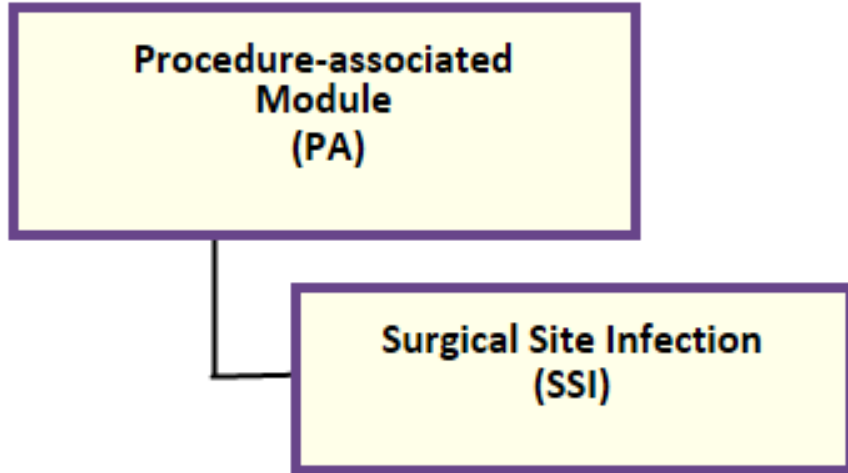 Procedure-associated
Module
(PA)
Surgical Site Infection
(SSI)